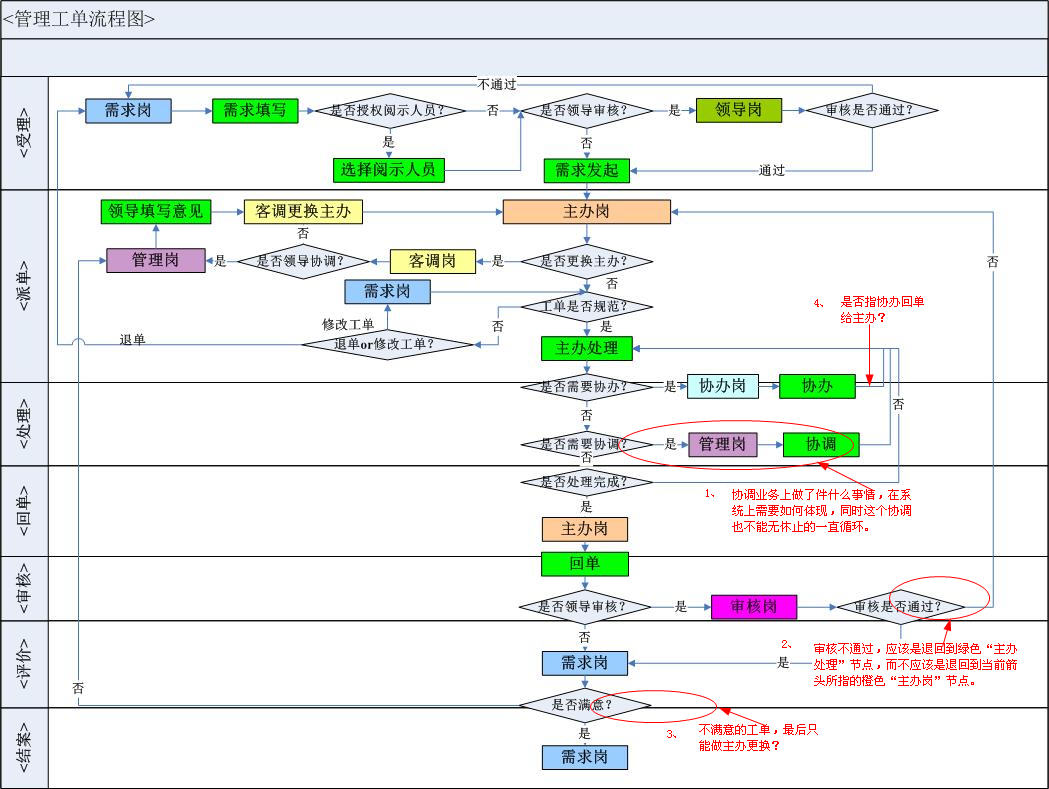 <管理工单流程图>
<受理>
不通过
需求岗
需求填写
是否授权阅示人员?
否
是否领导审核?
是
领导岗
审核是否通过?
是
否
选择阅示人员
需求发起
通过
<派单>
领导填写意见
客调更换主办
主办岗
否
管理岗
是
是否领导协调?
客调岗
是
是否更换主办?
否
否
需求岗
工单是否规范?
4、 是否指协办回单
给主办?
修改工单
否
是
退单
退单or修改工单?
主办处理
<处理>
是否需要协办?
是
协办岗
协办
否
否
是否需要协调?
是
管理岗
协调
否
<回单>
是否处理完成?
1、 协调业务上做了件什么事情，在系
统上需要如何体现，同时这个协调
也不能无休止的一直循环。
是
主办岗
<审核>
回单
是否领导审核?
是
审核岗
审核是否通过?
否
<评价>
2、 审核不通过，应该是退回到绿色“主办
处理”节点，而不应该是退回到当前箭
头所指的橙色“主办岗”节点。
需求岗
是
否
是否满意?
<结案>
3、 不满意的工单，最后只
能做主办更换?
是
需求岗